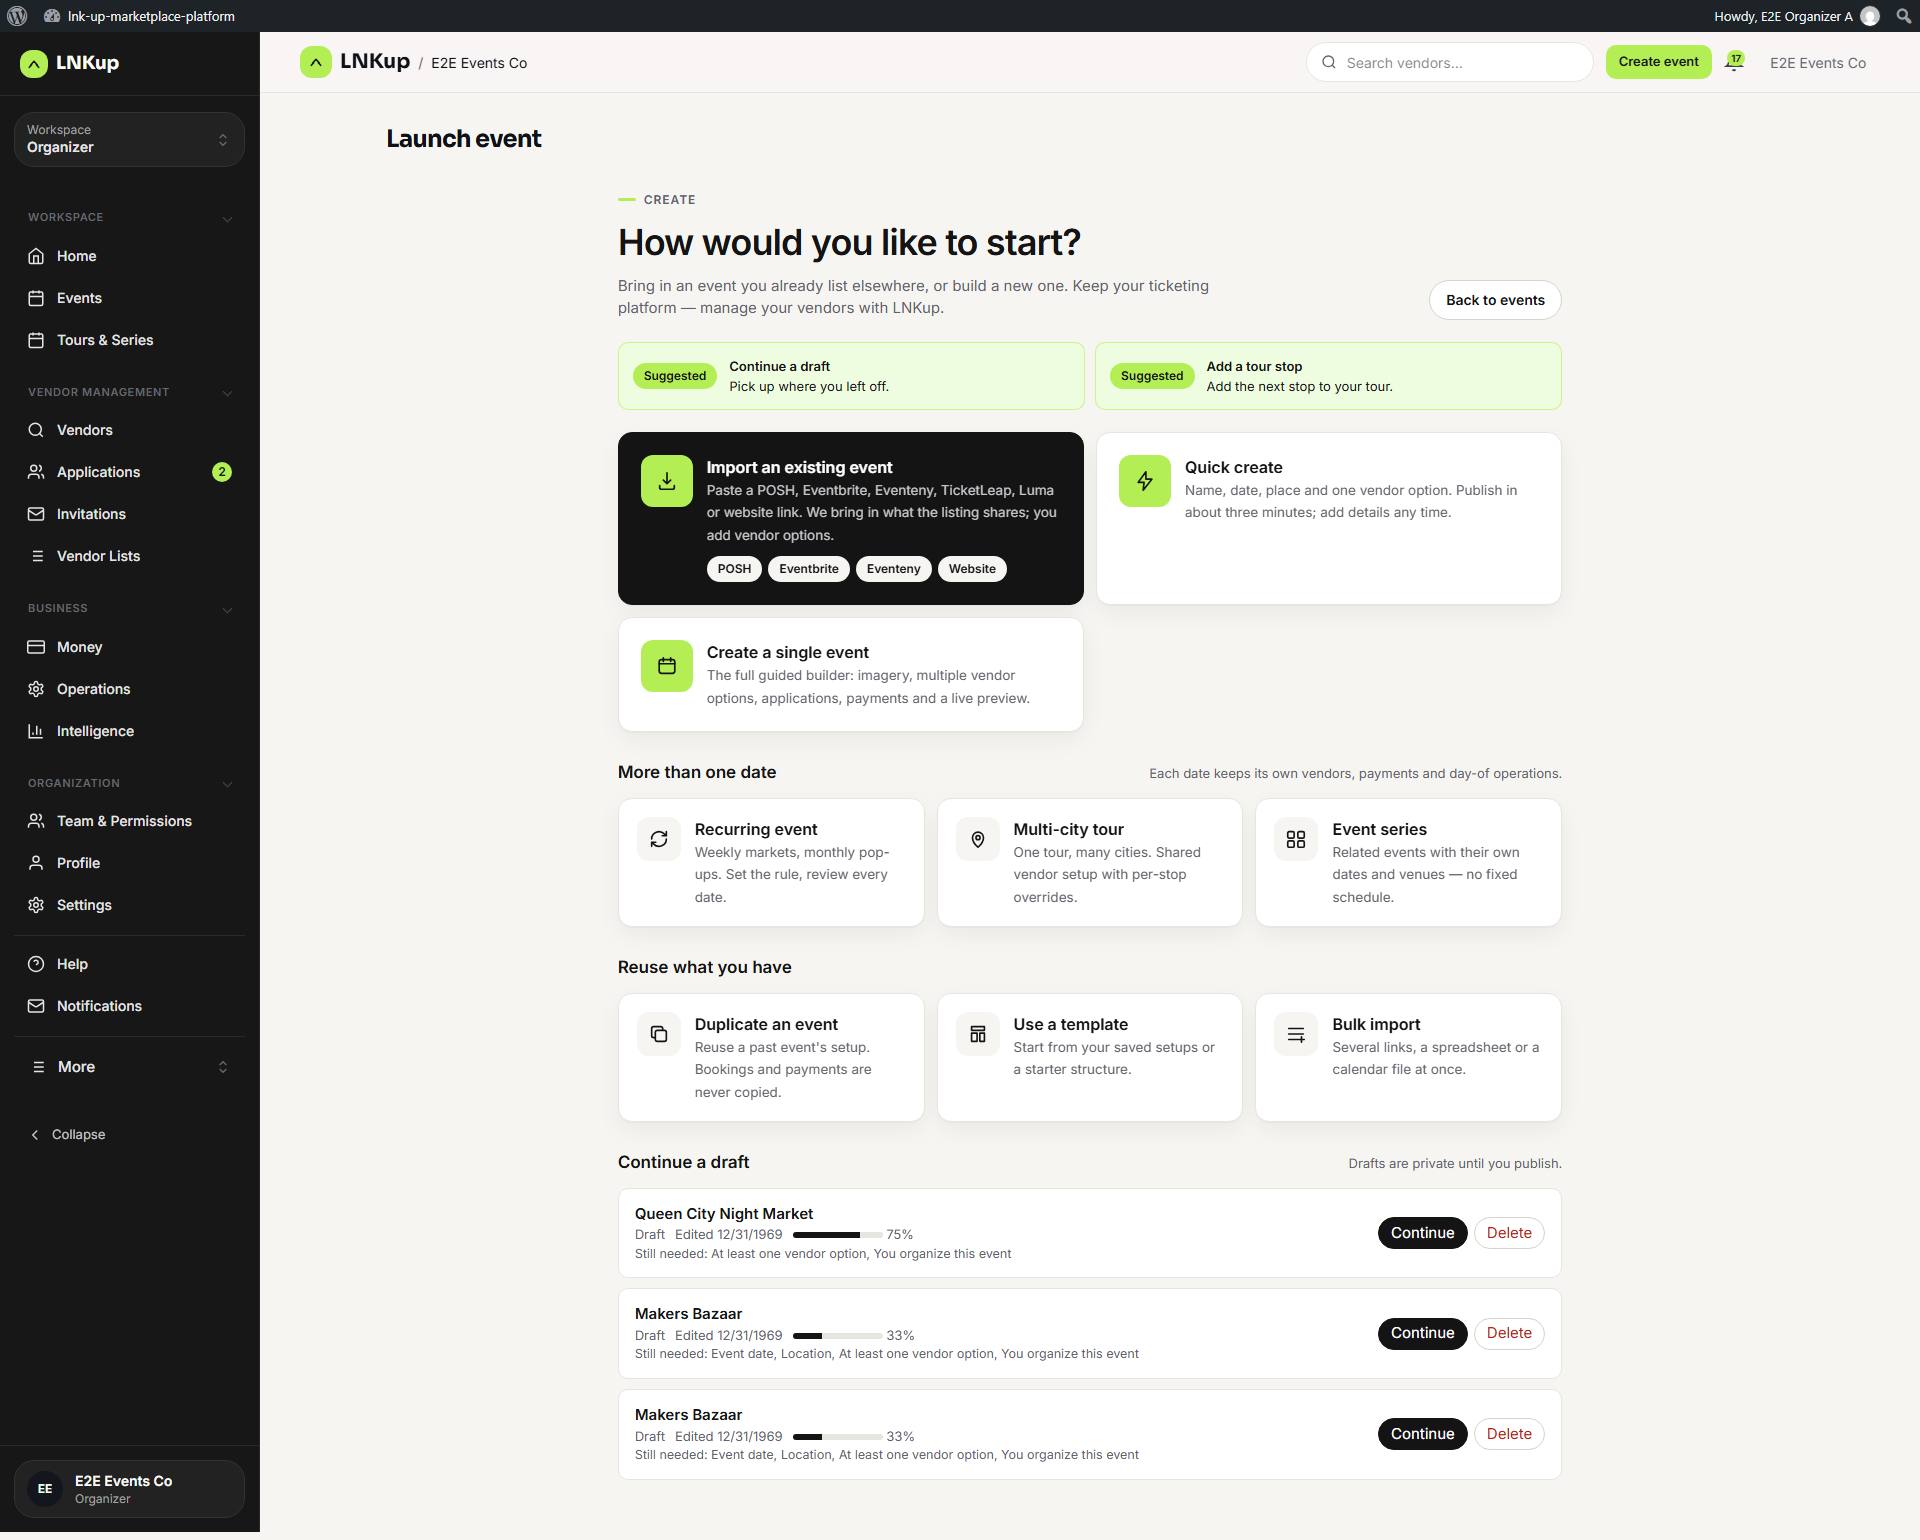 lnk-up-marketplace-platform
Howdy, E2E Organizer A
LNKup
Workspace
Organizer
WORKSPACE
Home
Events
Tours & Series
VENDOR MANAGEMENT
Vendors
Applications
2
Invitations
Vendor Lists
BUSINESS
Money
Operations
Intelligence
ORGANIZATION
Team & Permissions
Profile
Settings
Help
Notifications
More
Collapse
EE
E2E Events Co
Organizer
LNKup / E2E Events Co
Search vendors...
Create event
17
E2E Events Co
Launch event
CREATE
How would you like to start?
Bring in an event you already list elsewhere, or build a new one. Keep your ticketing
platform — manage your vendors with LNKup.
Back to events
Suggested
Continue a draft
Pick up where you left off.
Suggested
Add a tour stop
Add the next stop to your tour.
Import an existing event
Paste a POSH, Eventbrite, Eventeny, TicketLeap, Luma
or website link. We bring in what the listing shares; you
add vendor options.
POSH
Eventbrite
Eventeny
Website
Quick create
Name, date, place and one vendor option. Publish in
about three minutes; add details any time.
Create a single event
The full guided builder: imagery, multiple vendor
options, applications, payments and a live preview.
More than one date
Each date keeps its own vendors, payments and day-of operations.
Recurring event
Weekly markets, monthly pop-
ups. Set the rule, review every
date.
Multi-city tour
One tour, many cities. Shared
vendor setup with per-stop
overrides.
Event series
Related events with their own
dates and venues — no fixed
schedule.
Reuse what you have
Duplicate an event
Reuse a past event's setup.
Bookings and payments are
never copied.
Use a template
Start from your saved setups or
a starter structure.
Bulk import
Several links, a spreadsheet or a
calendar file at once.
Continue a draft
Drafts are private until you publish.
Queen City Night Market
Draft Edited 12/31/1969 75%
Still needed: At least one vendor option, You organize this event
Continue
Delete
Makers Bazaar
Draft Edited 12/31/1969 33%
Still needed: Event date, Location, At least one vendor option, You organize this event
Continue
Delete
Makers Bazaar
Draft Edited 12/31/1969 33%
Still needed: Event date, Location, At least one vendor option, You organize this event
Continue
Delete